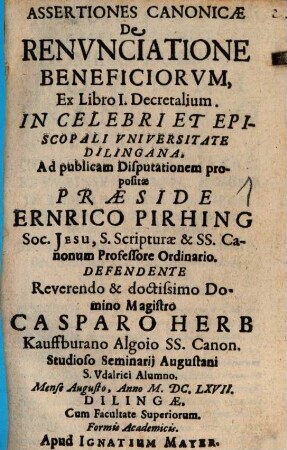 ASSERTIONES CANONICÆ
De
RENVNCIATIONE
BENEFICIORVM,
Ex Libro I. Decretalium.
IN CELEBRI ET EPI-
SCOPALI VNIVERSITATE
DILINGANA.
Ad publicam Disputationem pro-
positæ
PRÆSIDE
ERNRICO PIRHING
Soc. JESU, S. Scripturæ & SS. Ca-
nonum Professore Ordinario.
DEFENDENTE
Reverendo & doctissimo Do-
mino Magistro
CASPARO HERB
Kauffburano Algoio SS. Canon.
Studioso Seminarij Augustani
S. Vdalrici Alumno.
Mense Augusto, Anno M. DC. LXVII.
DILINGÆ,
Cum Facultate Superiorum.
Formis Academicis.
Apud IGNATIUM MAYER.
1